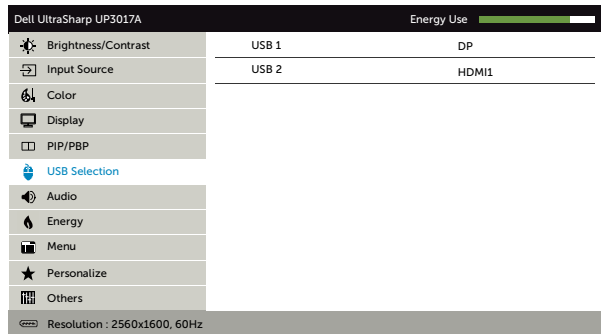 Dell UltraSharp UP3017A Energy Use
Brightness/Contrast USB 1 DP
Input Source USB 2 HDMI1
Color
Display
PIP/PBP
USB Selection
Audio
Energy
Menu
Personalize
Others
Resolution : 2560x1600, 60Hz